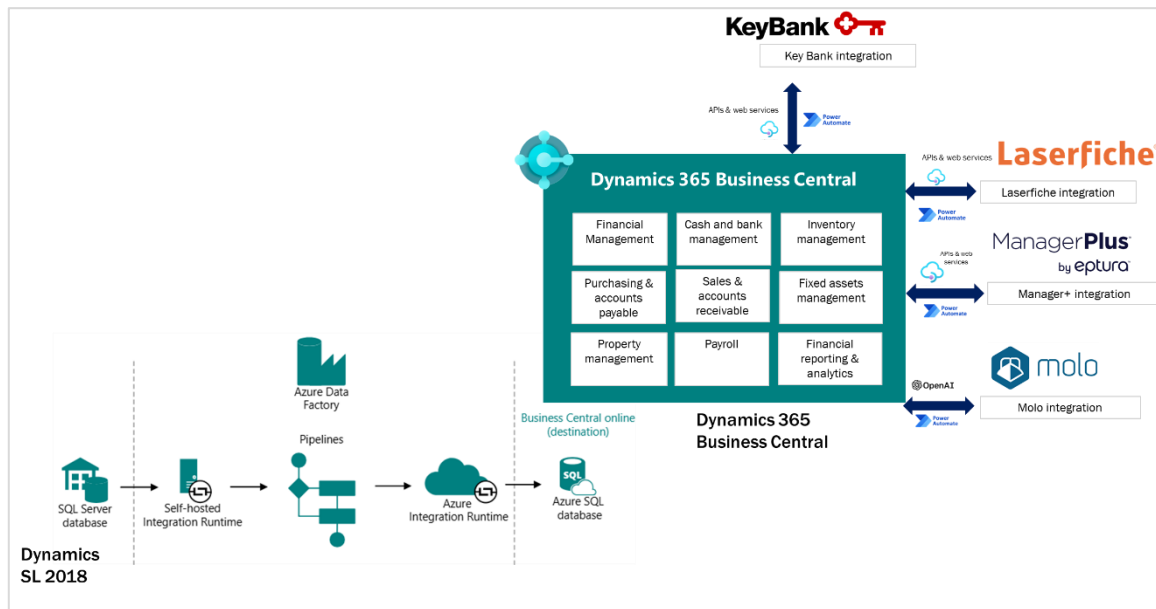 KeyBank
Key Bank integration
APIs & web services
Power
Automate
Dynamics 365 Business Central
APIs & web services
Laserfiche
Laserfiche integration
Power
Automate
Financial
Management
Cash and bank
management
Inventory
management
ManagerPlus
by eptura
APIs & web
services
Manager+ integration
Power
Automate
Purchasing &
accounts
payable
Sales &
accounts
receivable
Fixed assets
management
Property
management
Payroll
Financial
reporting &
analytics
molo
OpenAI
Molo integration
Power
Automate
Dynamics 365
Business Central
Azure Data
Factory
Business Central online
(destination)
Pipelines
SQL Server
database
Self-hosted
Integration Runtime
Azure
Integration Runtime
SQL
Azure SQL
database
Dynamics
SL 2018